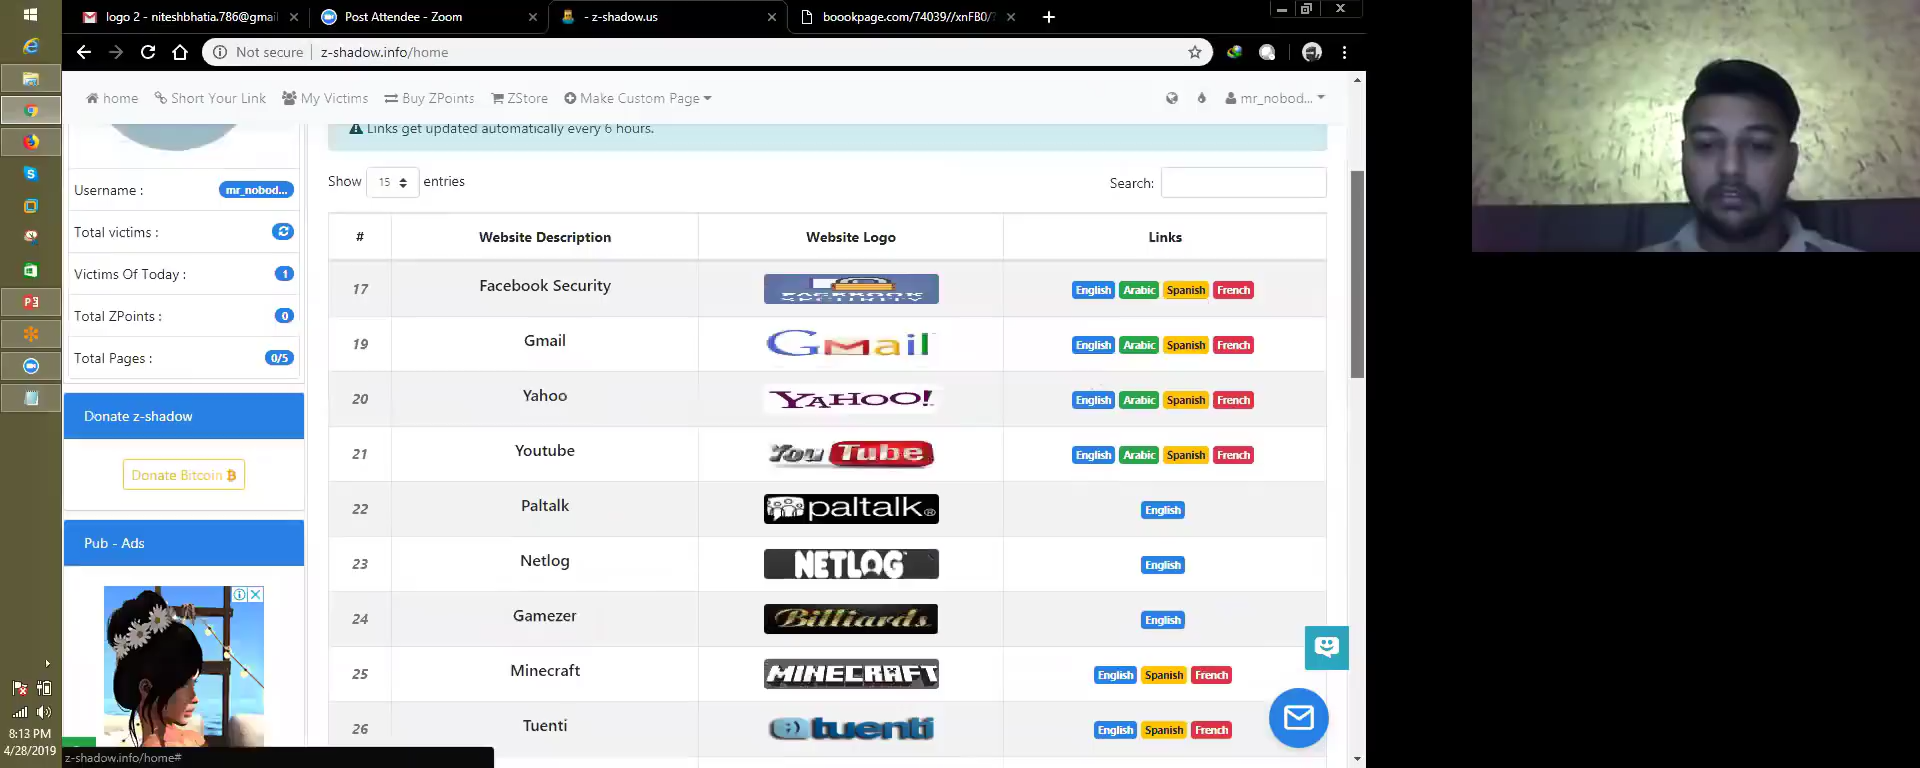 logo 2 - niteshbhatia.786@gmail
Post Attendee - Zoom
- z-shadow.us
boookpage.com/74039//xnFB0/
Not secure
z-shadow.info/home
home
Short Your Link
My Victims
Buy ZPoints
ZStore
Make Custom Page
mr_nobod...
Links get updated automatically every 6 hours.
Show 15 entries
Search:
Username :
mr_nobod...
Total victims :
Victims Of Today :
1
Total ZPoints :
0
Total Pages :
0/5
Donate z-shadow
Donate Bitcoin
Pub - Ads
# Website Description Website Logo Links
17 Facebook Security FACEBOOK SECURITY English Arabic Spanish French
19 Gmail Gmail English Arabic Spanish French
20 Yahoo YAHOO! English Arabic Spanish French
21 Youtube You Tube English Arabic Spanish French
22 Paltalk paltalk English
23 Netlog NETLOG English
24 Gamezer Billiards English
25 Minecraft MINECRAFT English Spanish French
26 Tuenti tuenti English Spanish French
8:13 PM
4/28/2019
z-shadow.info/home#